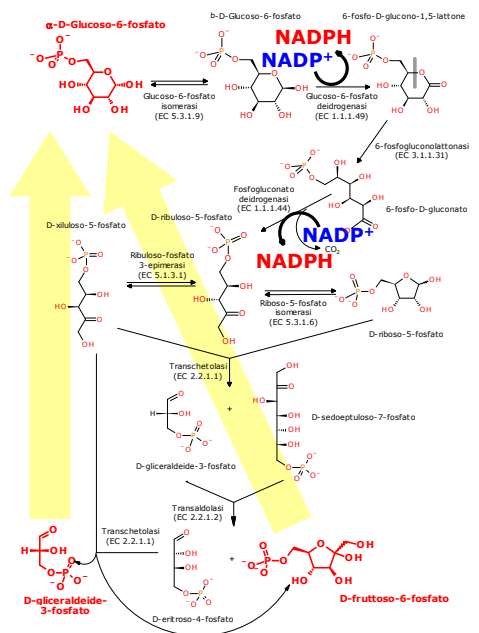 α-D-Glucoso-6-fosfato
b-D-Glucoso-6-fosfato
6-fosfo-D-glucono-1,5-lattone
NADPH
NADP+
Glucoso-6-fosfato
isomerasi
(EC 5.3.1.9)
Glucoso-6-fosfato
deidrogenasi
(EC 1.1.1.49)
6-fosfogluconolattonasi
(EC 3.1.1.31)
Fosfogluconato
deidrogenasi
(EC 1.1.1.44)
6-fosfo-D-gluconato
D-xiluloso-5-fosfato
D-ribuloso-5-fosfato
NADP+
CO2
NADPH
Ribuloso-fosfato
3-epimerasi
(EC 5.1.3.1)
Riboso-5-fosfato
isomerasi
(EC 5.3.1.6)
D-riboso-5-fosfato
Transchetolasi
(EC 2.2.1.1)
+
D-sedoeptuloso-7-fosfato
D-gliceraldeide-3-fosfato
Transaldolasi
(EC 2.2.1.2)
Transchetolasi
(EC 2.2.1.1)
+
D-gliceraldeide-
3-fosfato
D-eritroso-4-fosfato
D-fruttoso-6-fosfato